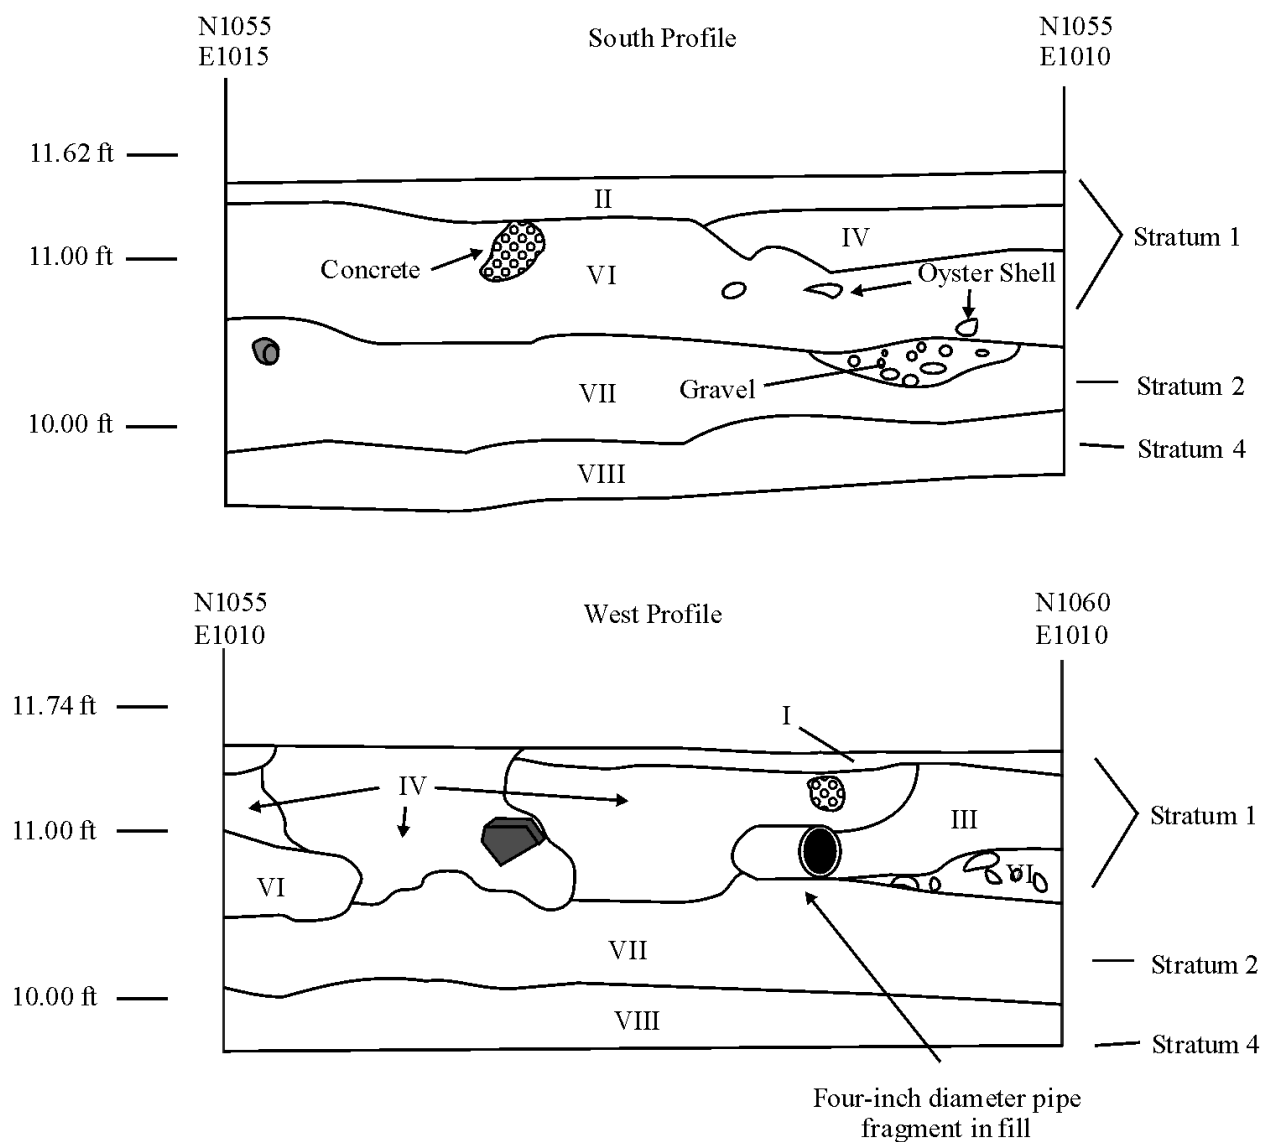 N1055
E1015
South Profile
N1055
E1010
11.62 ft
II
IV
Stratum 1
11.00 ft
Concrete
VI
Oyster Shell
Gravel
VII
Stratum 2
10.00 ft
VIII
Stratum 4
N1055
E1010
West Profile
N1060
E1010
11.74 ft
I
IV
III
Stratum 1
11.00 ft
VI
VI
VII
Stratum 2
10.00 ft
VIII
Stratum 4
Four-inch diameter pipe
fragment in fill